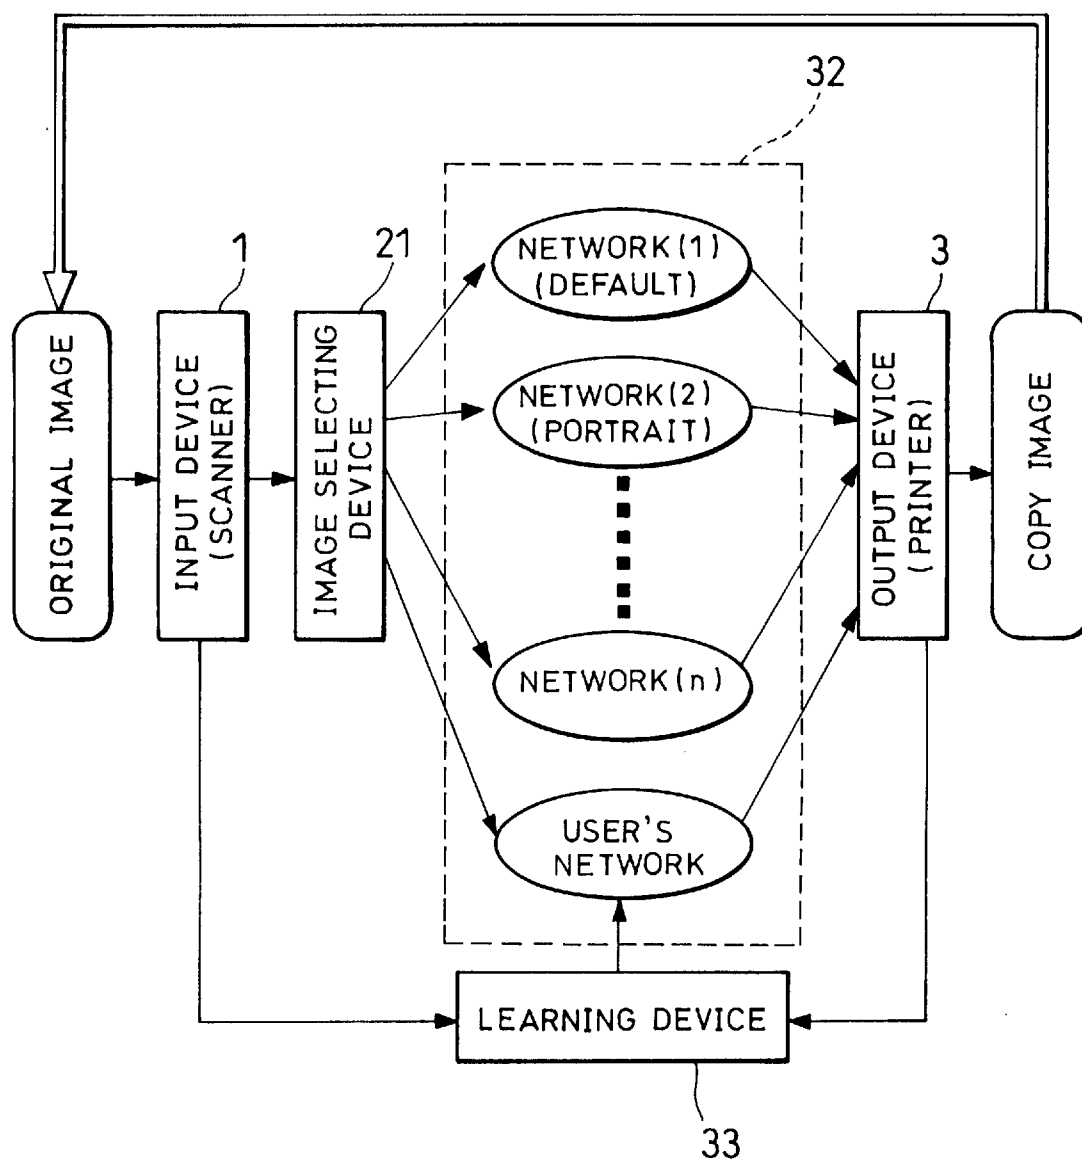 32
1
21
3
ORIGINAL IMAGE
INPUT DEVICE
(SCANNER)
IMAGE SELECTING
DEVICE
NETWORK(1)
(DEFAULT)
NETWORK(2)
(PORTRAIT)
NETWORK(n)
USER'S
NETWORK
OUTPUT DEVICE
(PRINTER)
COPY IMAGE
LEARNING DEVICE
33